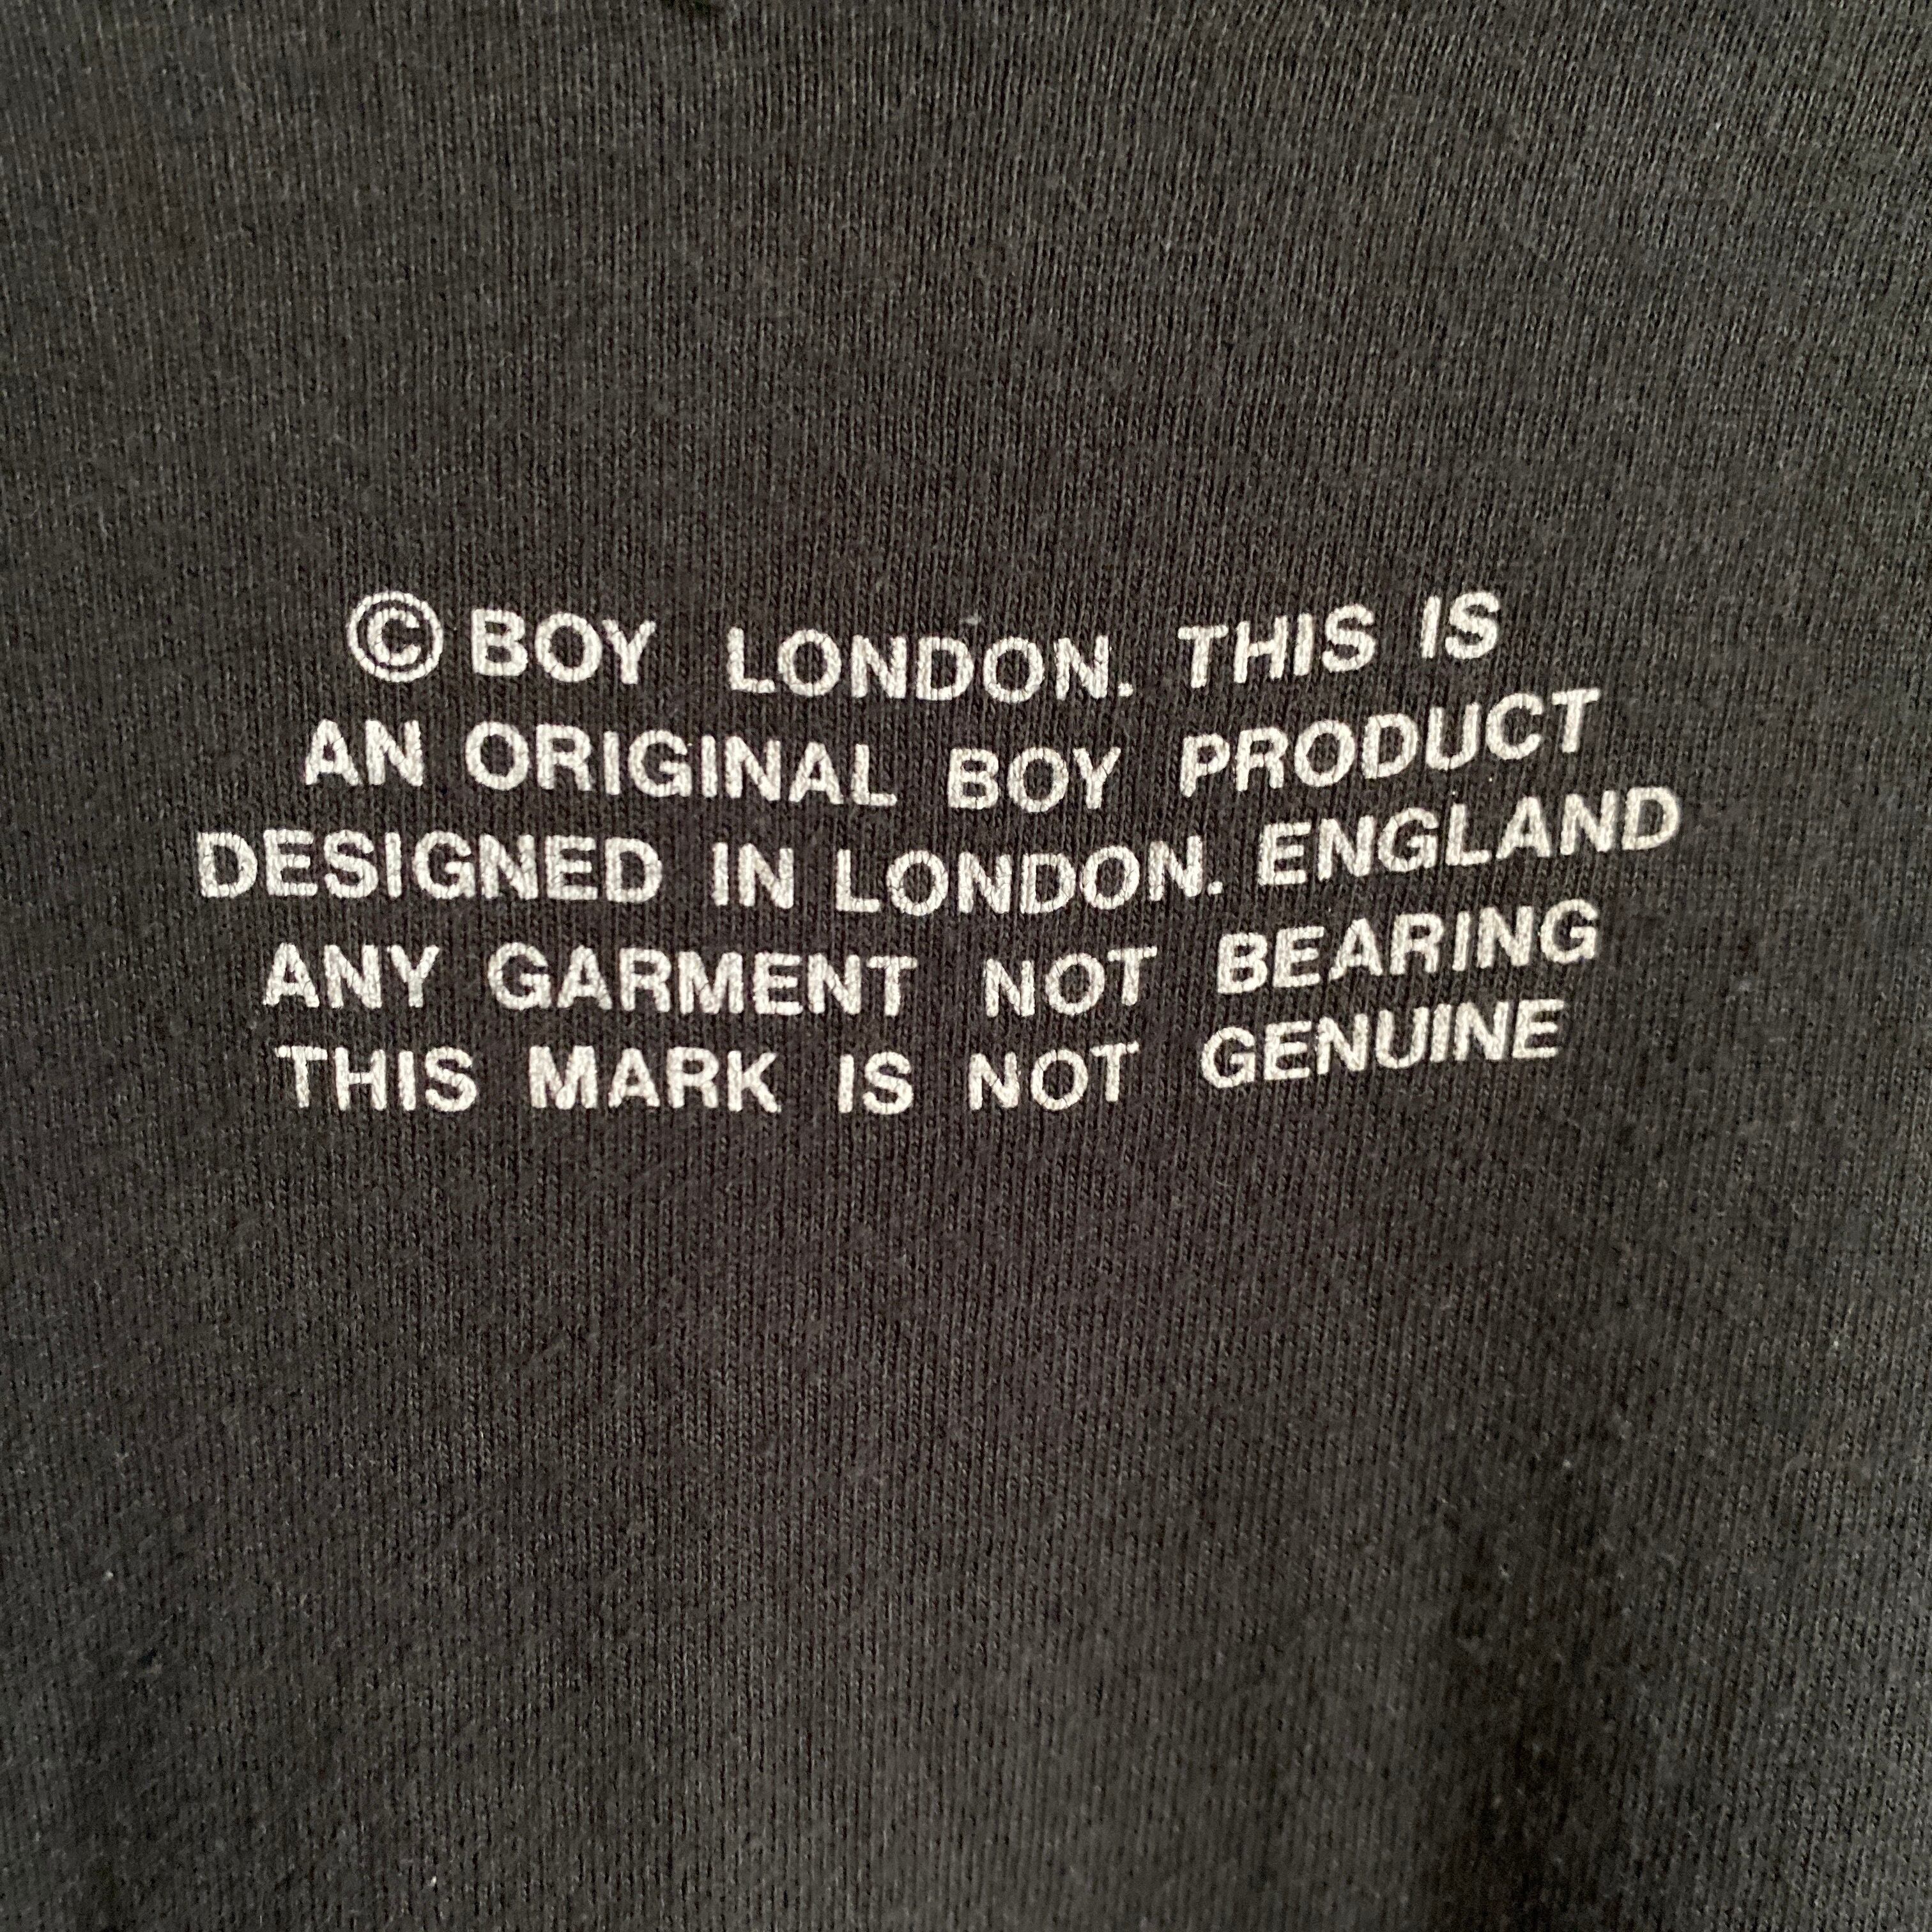 © BOY LONDON. THIS IS
AN ORIGINAL BOY PRODUCT
DESIGNED IN LONDON. ENGLAND
ANY GARMENT NOT BEARING
THIS MARK IS NOT GENUINE